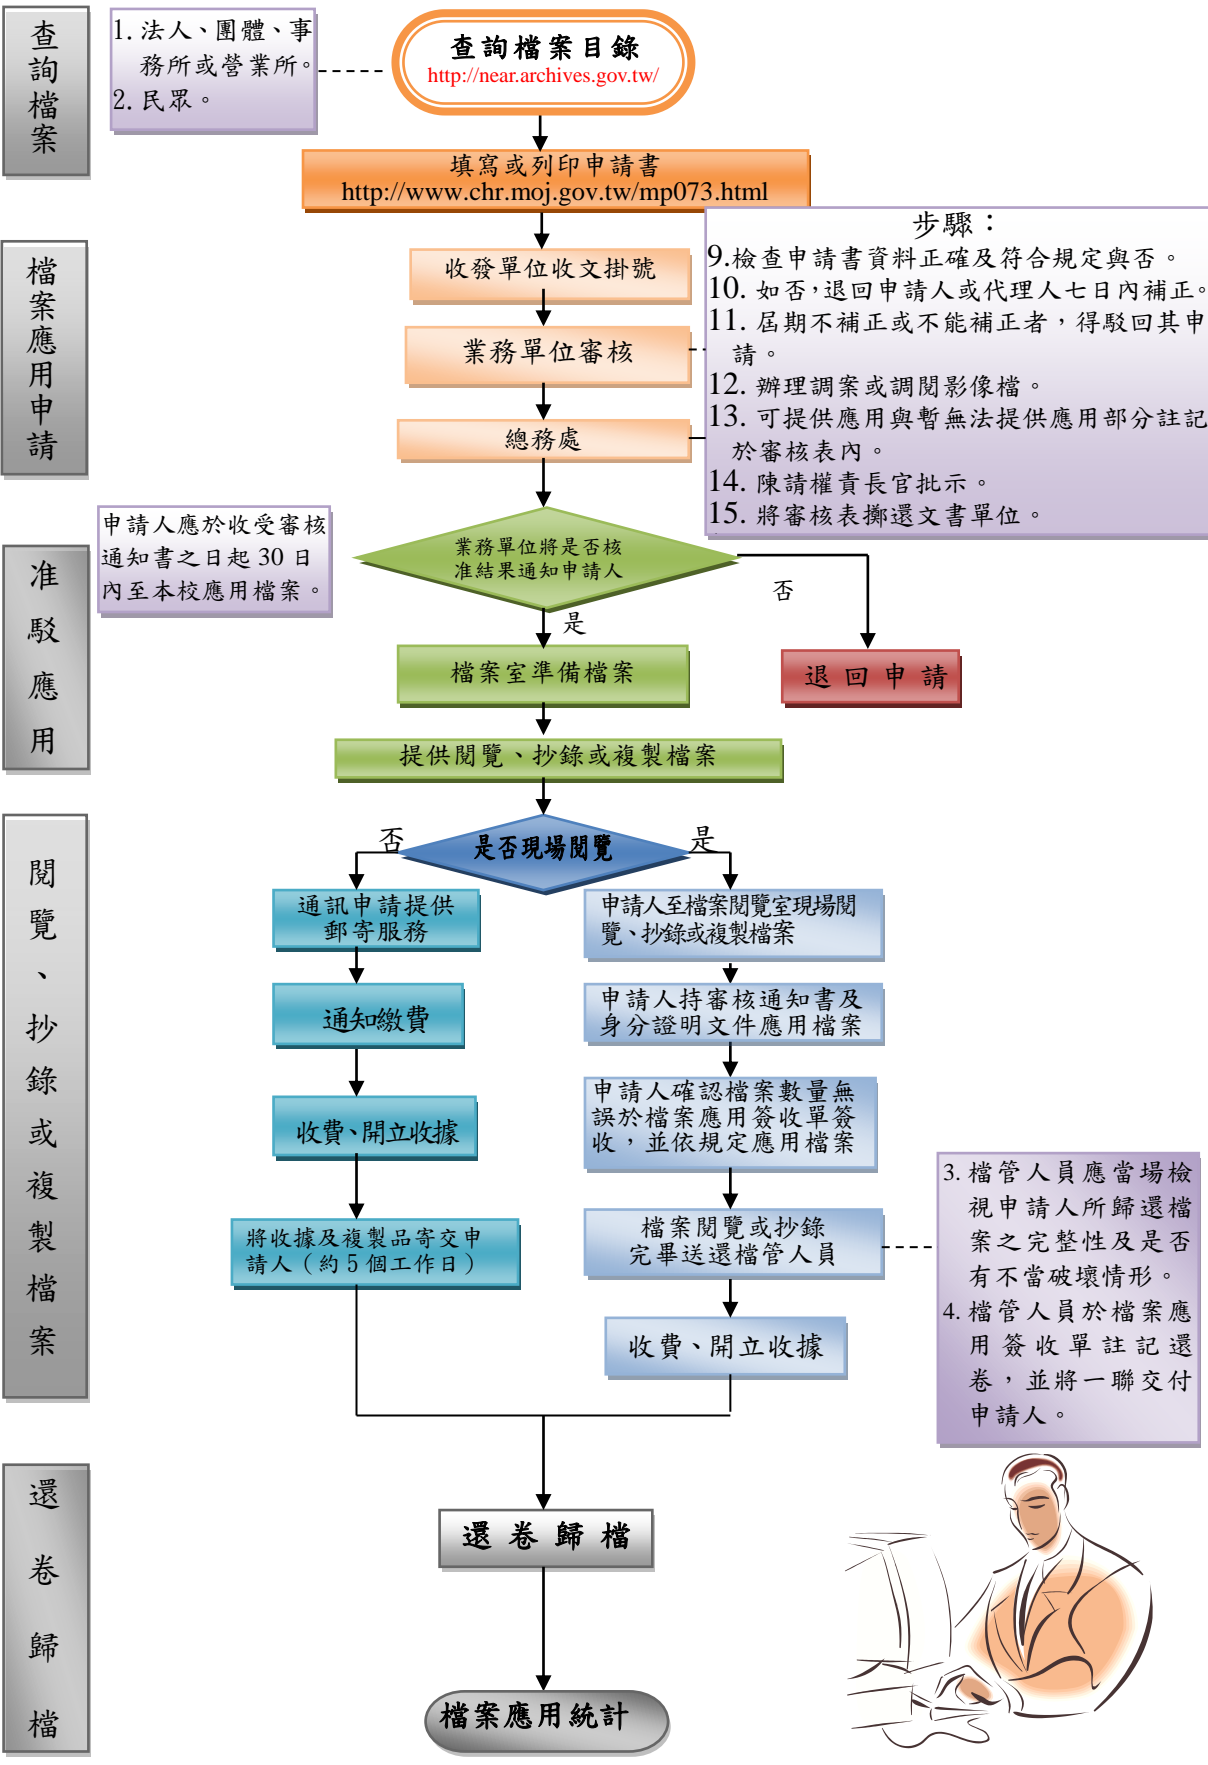 查詢檔案
1. 法人、團體、事
務所或營業所。
2. 民眾。
查詢檔案目錄
http://near.archives.gov.tw/
填寫或列印申請書
http://www.chr.moj.gov.tw/mp073.html
檔案應用申請
收發單位收文掛號
業務單位審核
總務處
步驟：
9.檢查申請書資料正確及符合規定與否。
10. 如否，退回申請人或代理人七日內補正。
11. 屆期不補正或不能補正者，得駁回其申
請。
12. 辦理調案或調閱影像檔。
13. 可提供應用與暫無法提供應用部分註記
於審核表內。
14. 陳請權責長官批示。
15. 將審核表擲還文書單位。
准駁應用
申請人應於收受審核
通知書之日起 30 日
內至本校應用檔案。
業務單位將是否核
准結果通知申請人
否
是
檔案室準備檔案
退回申請
提供閱覽、抄錄或複製檔案
閱覽、抄錄或複製檔案
是否現場閱覽
否
是
通訊申請提供
郵寄服務
通知繳費
收費、開立收據
將收據及複製品寄交申
請人（約 5 個工作日）
申請人至檔案閱覽室現場閱
覽、抄錄或複製檔案
申請人持審核通知書及
身分證明文件應用檔案
申請人確認檔案數量無
誤於檔案應用簽收單簽
收，並依規定應用檔案
檔案閱覽或抄錄
完畢送還檔管人員
收費、開立收據
3. 檔管人員應當場檢
視申請人所歸還檔
案之完整性及是否
有不當破壞情形。
4. 檔管人員於檔案應
用簽收單註記還
卷，並將一聯交付
申請人。
還卷歸檔
還卷歸檔
檔案應用統計